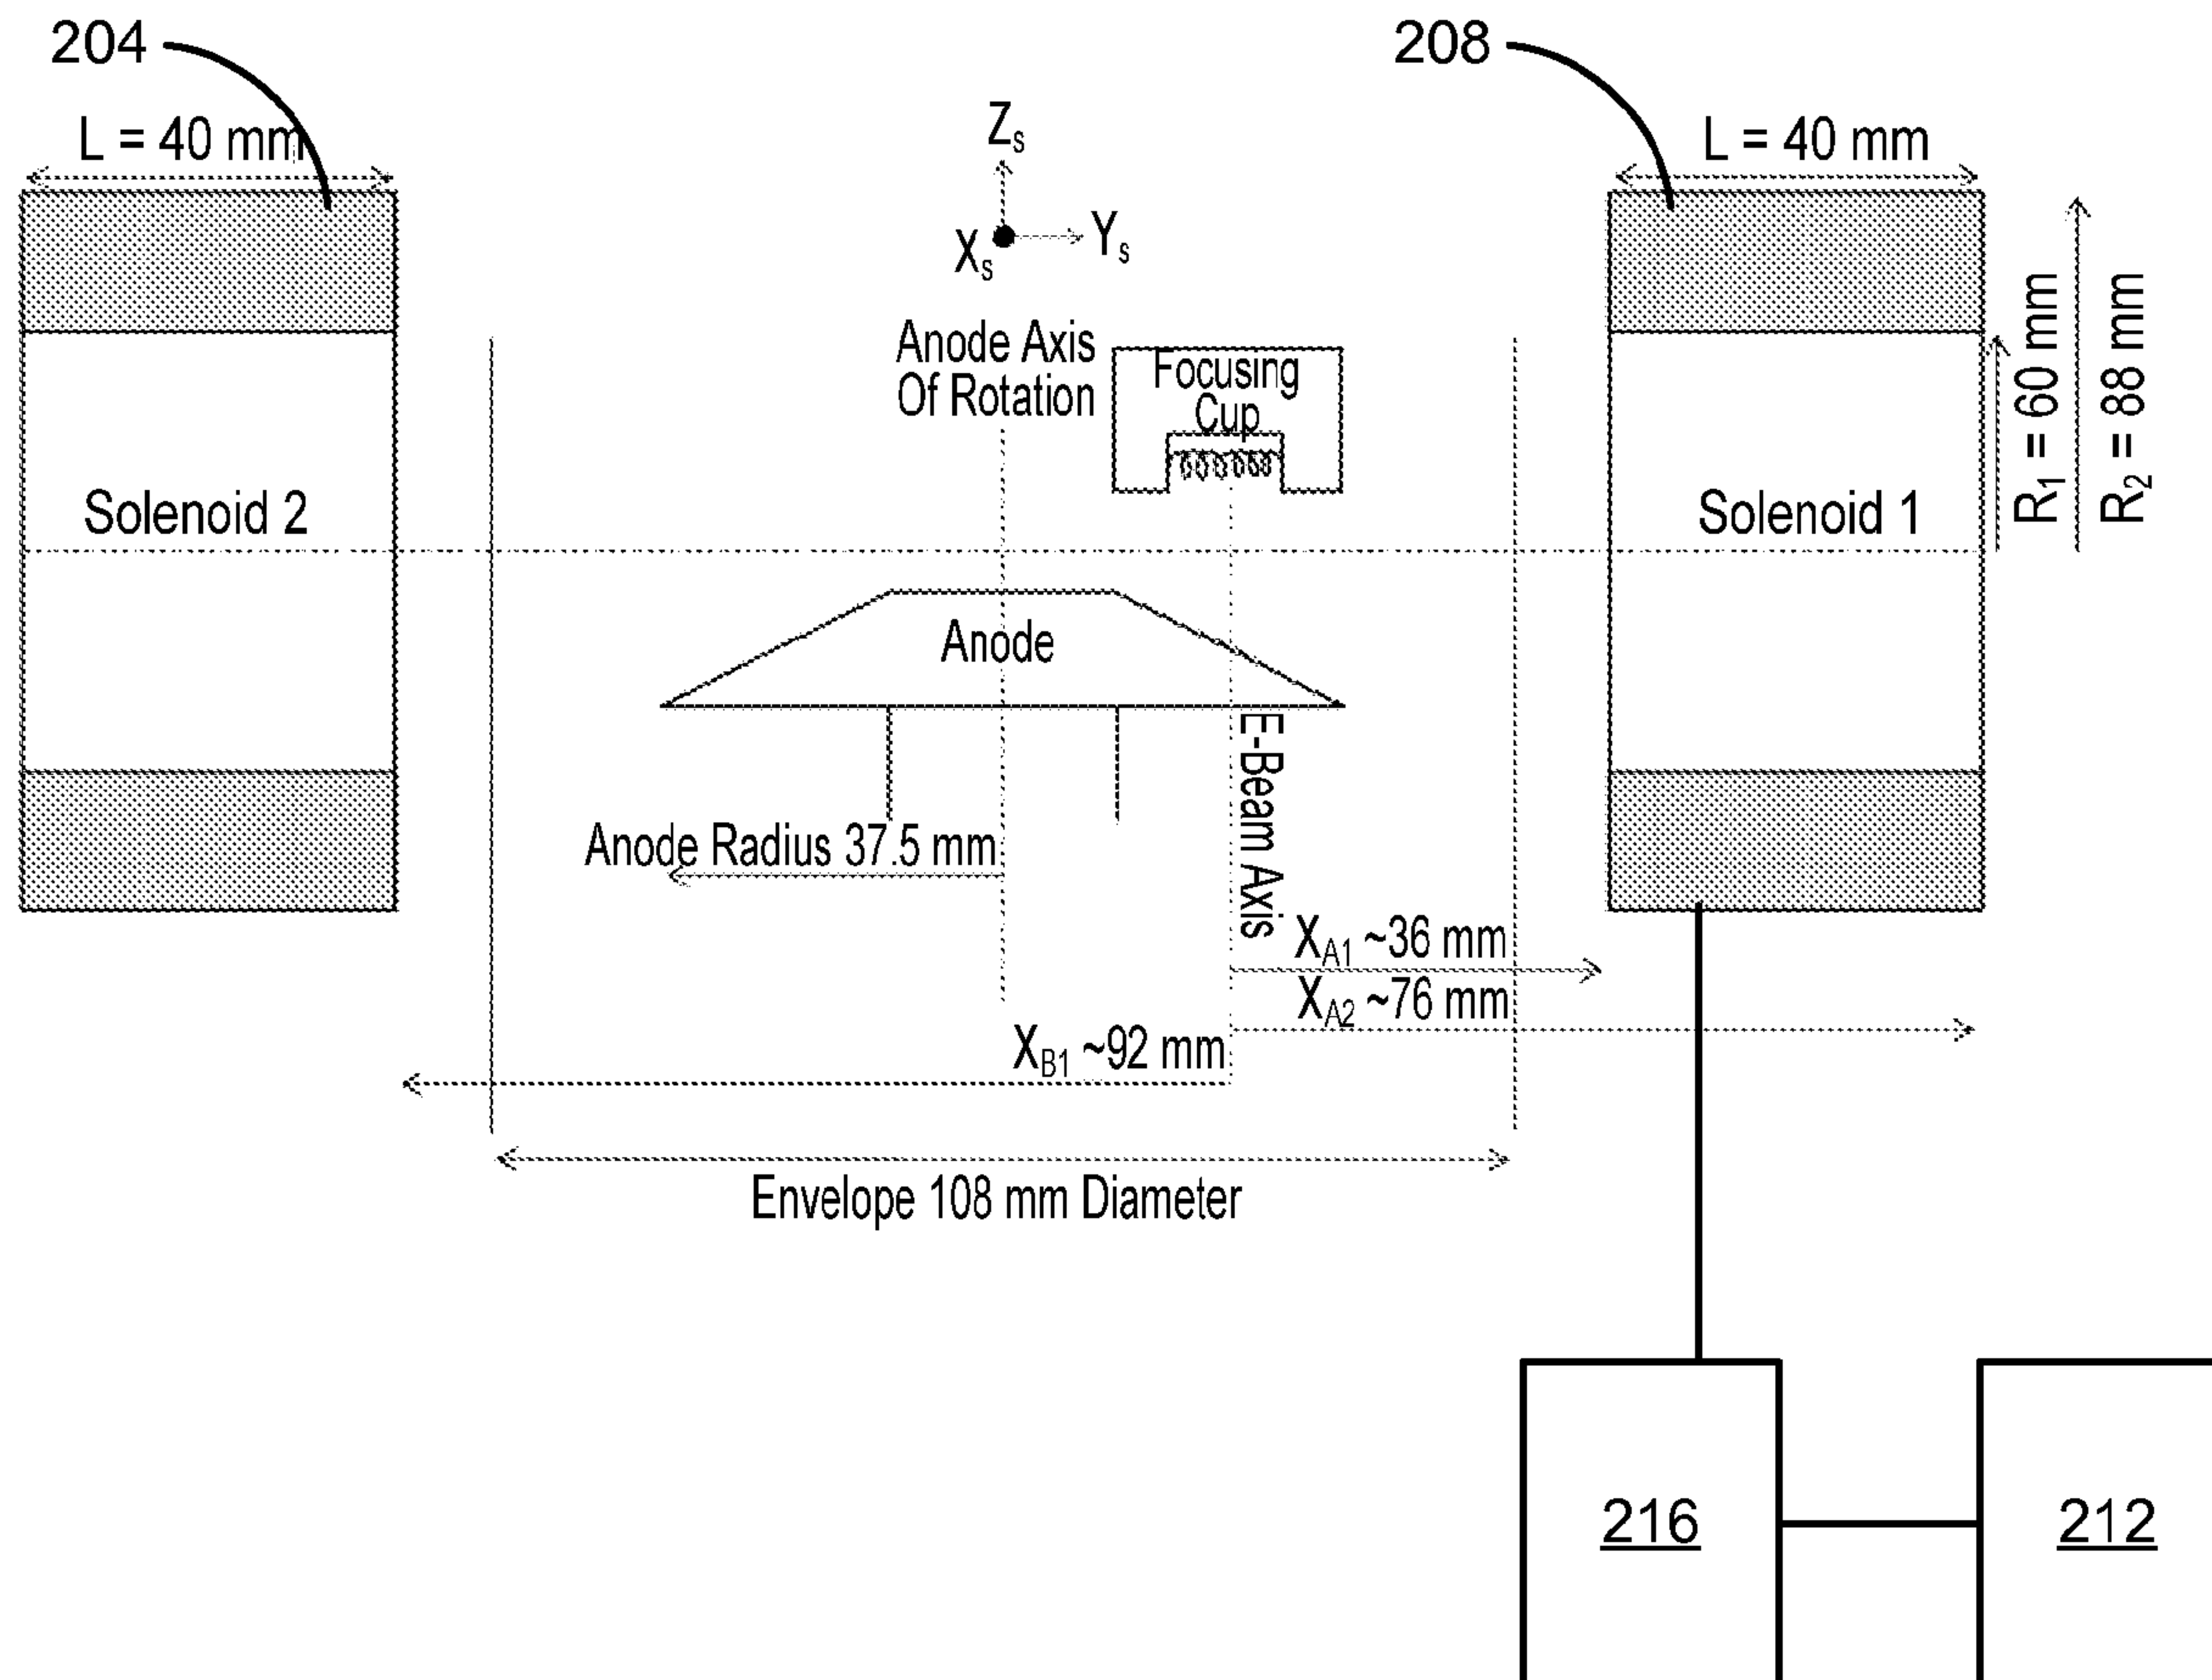 204
208
L = 40 mm
L = 40 mm
Zs
Xs
Ys
Anode Axis
Of Rotation
Focusing
Cup
R1 = 60 mm
R2 = 88 mm
Solenoid 2
Solenoid 1
Anode
E-Beam Axis
Anode Radius 37.5 mm
XA1 ~36 mm
XA2 ~76 mm
XB1 ~92 mm
Envelope 108 mm Diameter
216
212